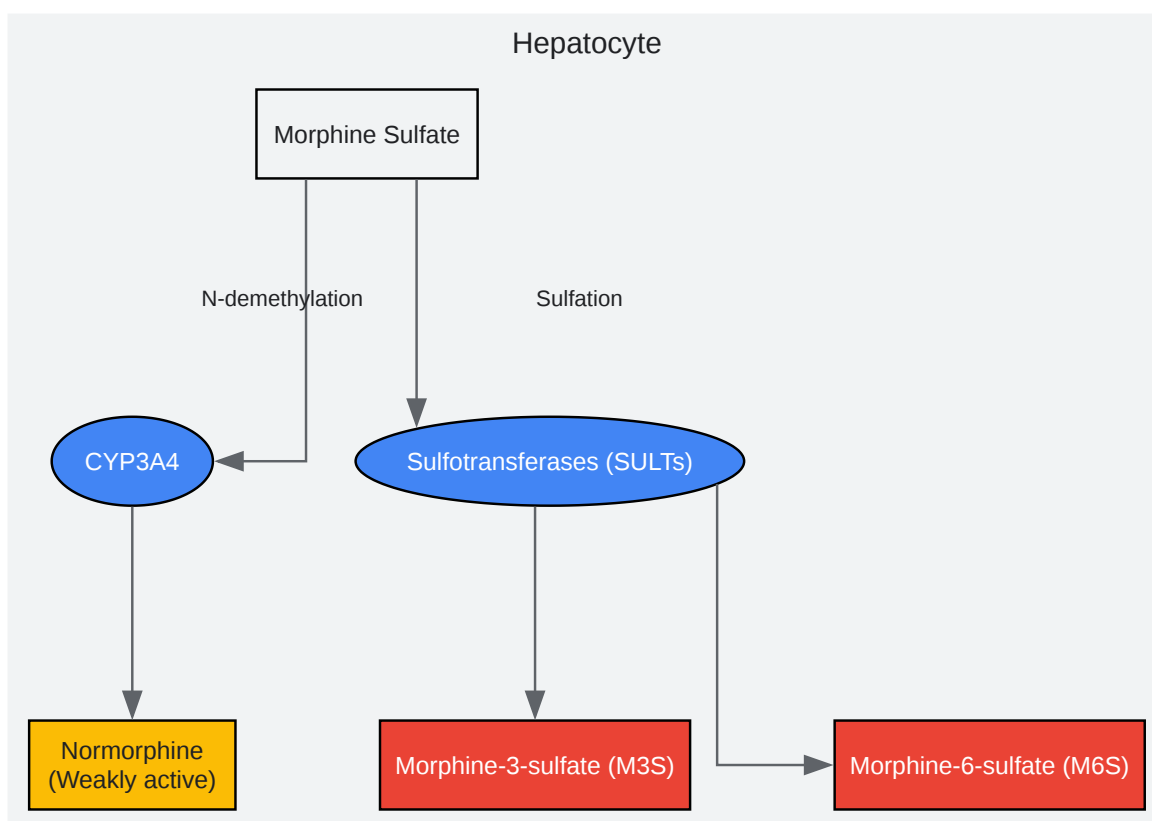 Hepatocyte
Morphine Sulfate
N-demethylation
Sulfation
CYP3A4
Sulfotransferases (SULTs)
Normorphine
(Weakly active)
Morphine-3-sulfate (M3S)
Morphine-6-sulfate (M6S)